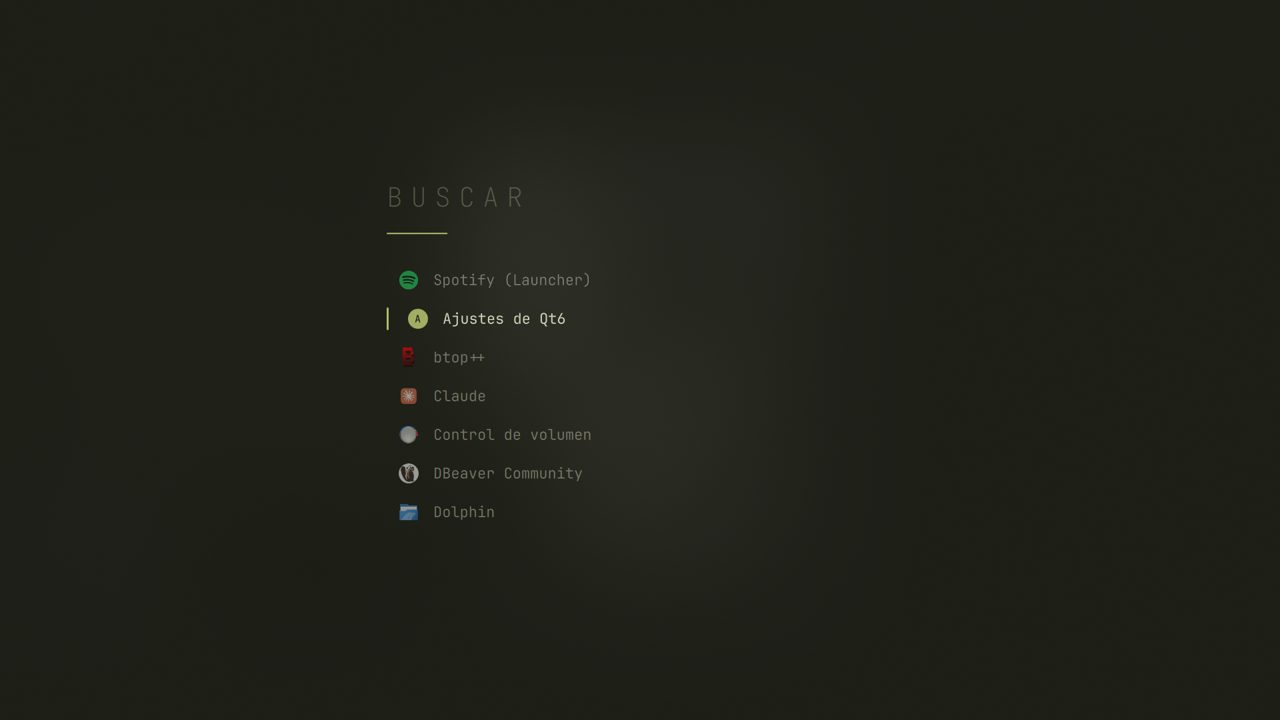 BUSCAR
Spotify (Launcher)
A Ajustes de Qt6
btop++
Claude
Control de volumen
DBeaver Community
Dolphin